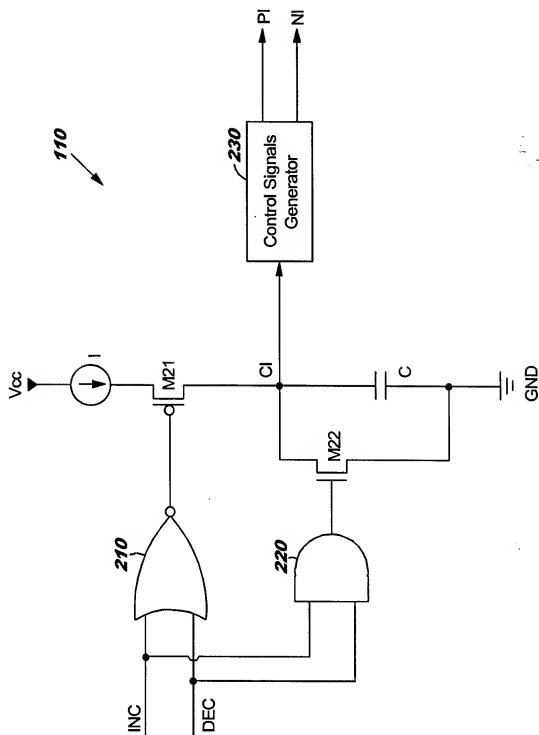 110
Vcc
I
M21
CI
C
GND
M22
210
220
INC
DEC
230
Control Signals
Generator
PI
NI